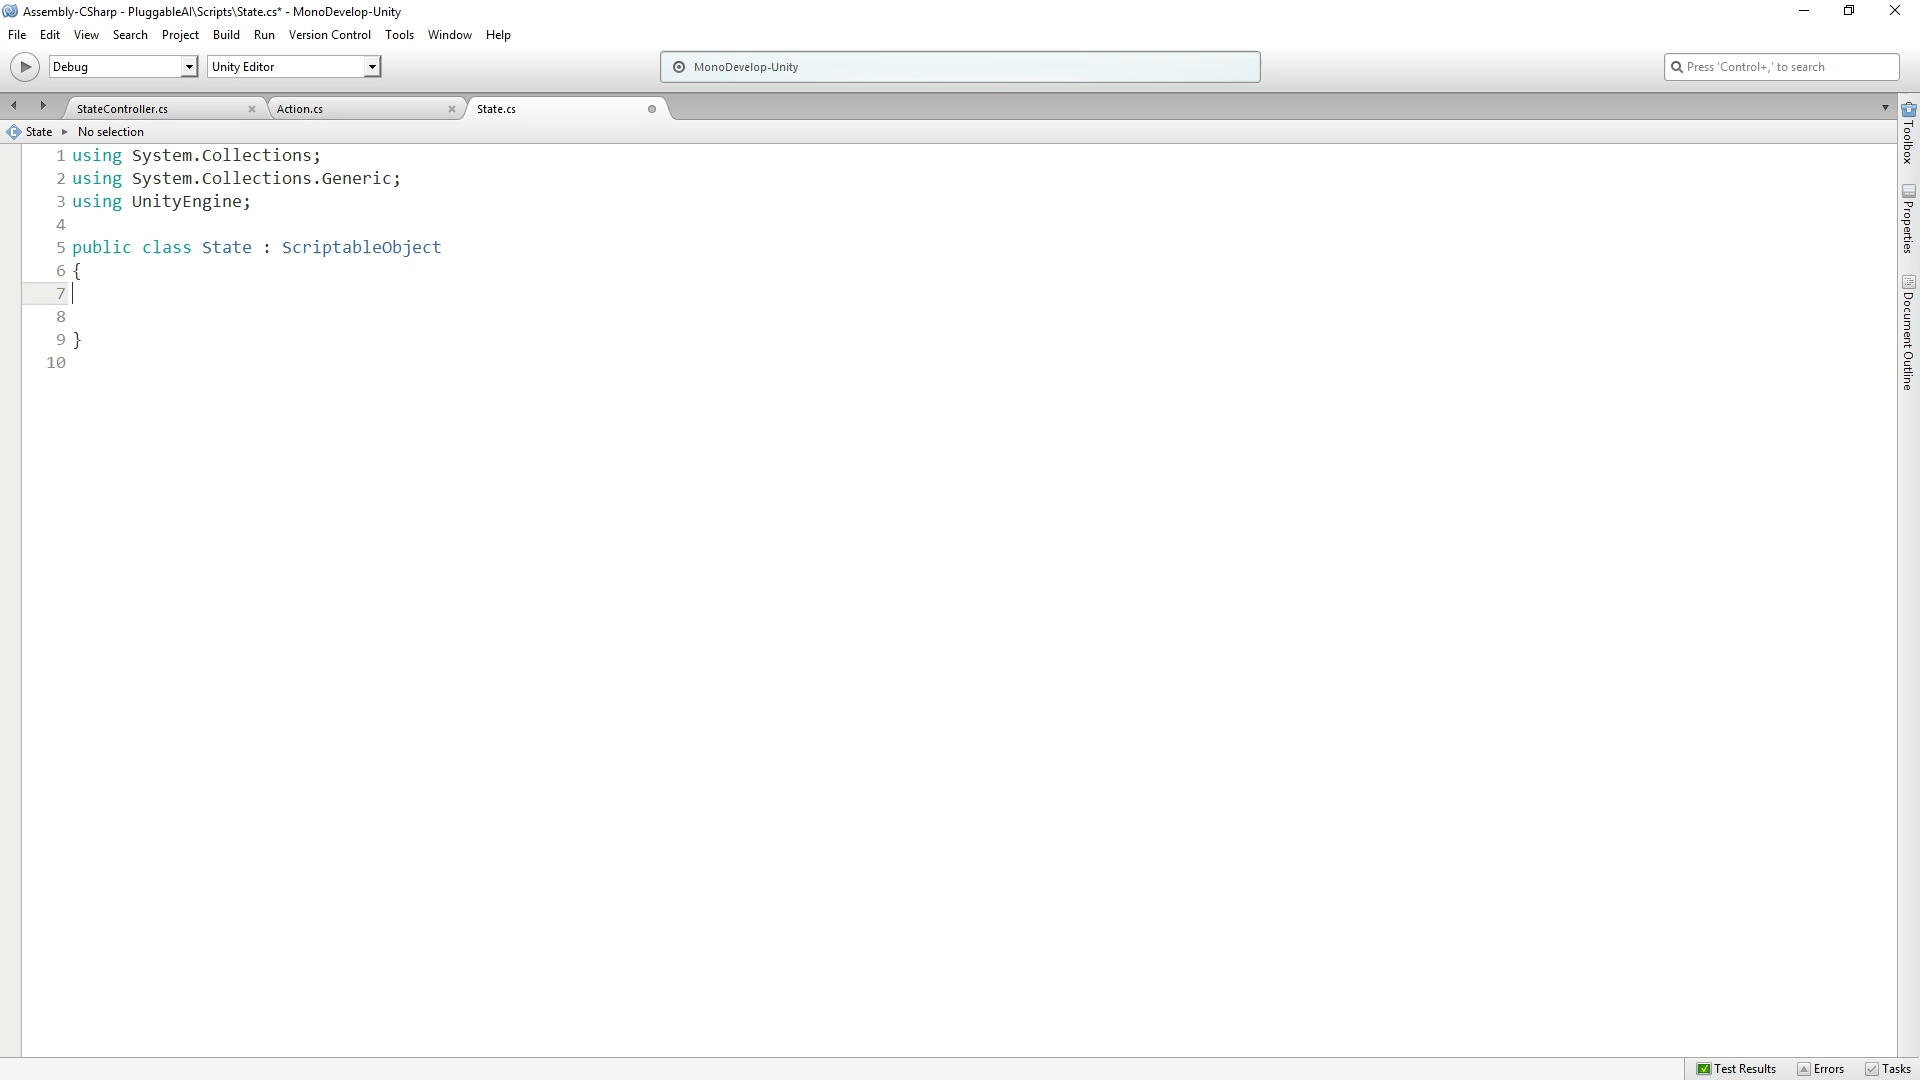 Assembly-CSharp - PluggableAI\Scripts\State.cs* - MonoDevelop-Unity
File Edit View Search Project Build Run Version Control Tools Window Help
Debug Unity Editor MonoDevelop-Unity Press 'Control+,' to search
StateController.cs Action.cs State.cs
State No selection
1 using System.Collections;
2 using System.Collections.Generic;
3 using UnityEngine;
4
5 public class State : ScriptableObject
6 {
7
8
9 }
10
Toolbox
Properties
Document Outline
Test Results Errors Tasks